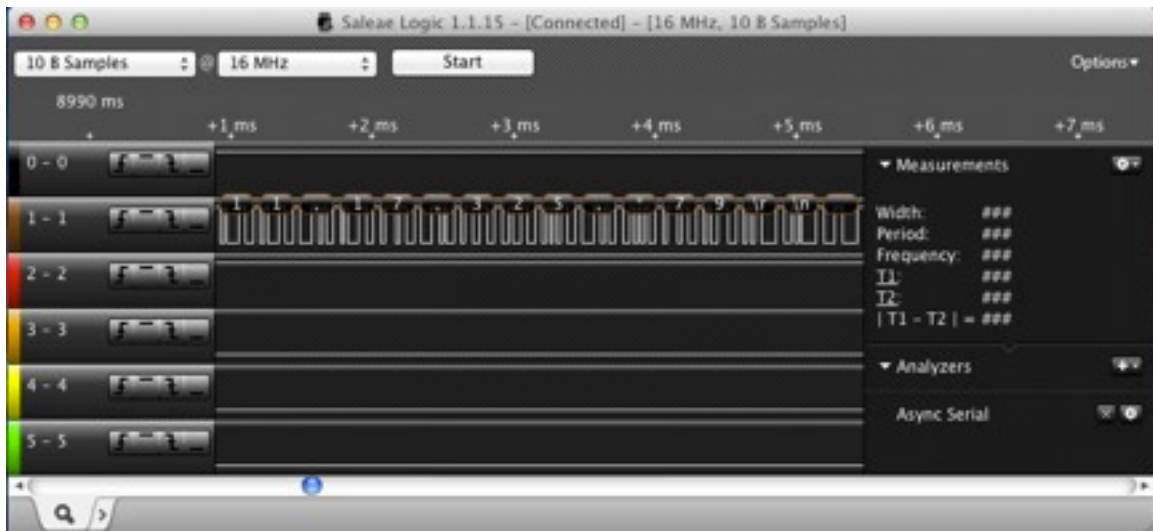 Saleae Logic 1.1.15 – [Connected] – [16 MHz, 10 B Samples]
10 B Samples @ 16 MHz Start Options
8990 ms
+1 ms +2 ms +3 ms +4 ms +5 ms +6 ms +7 ms
0 - 0
Measurements
1 - 1
1 1 . 1 7 . 3 2 5 . 7 9 \r \n
Width: ###
Period: ###
Frequency: ###
2 - 2
T1: ###
T2: ###
| T1 - T2 | = ###
3 - 3
Analyzers
4 - 4
Async Serial
5 - 5